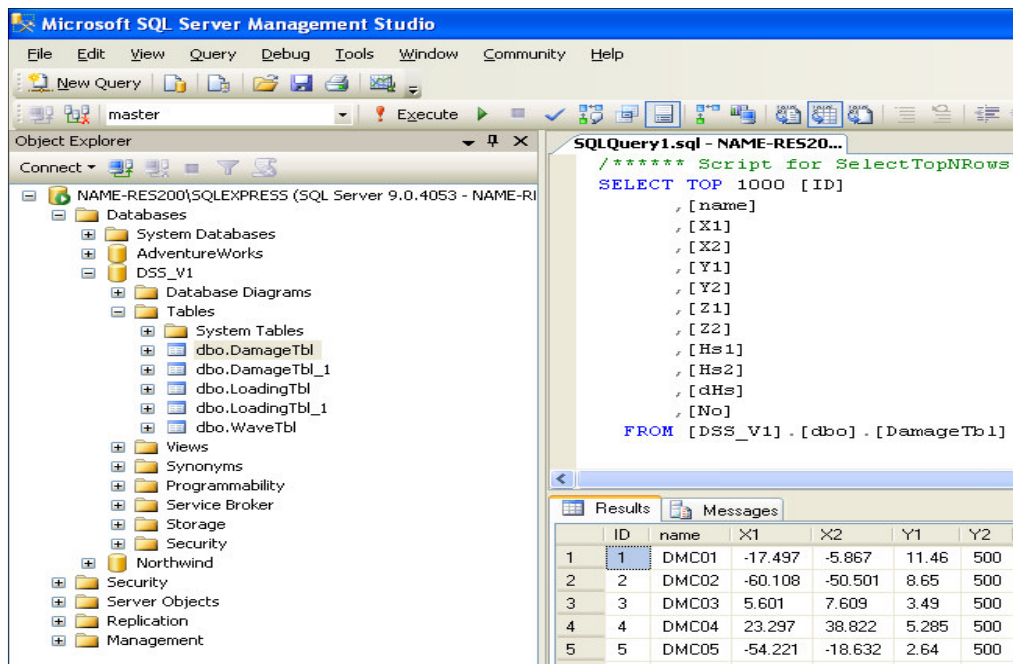 Microsoft SQL Server Management Studio
File Edit View Query Debug Tools Window Community Help
New Query
master Execute
Object Explorer
Connect
NAME-RES200\SQLEXPRESS (SQL Server 9.0.4053 - NAME-RE
Databases
System Databases
AdventureWorks
DSS_V1
Database Diagrams
Tables
System Tables
dbo.DamageTbl
dbo.DamageTbl_1
dbo.LoadingTbl
dbo.LoadingTbl_1
dbo.WaveTbl
Views
Synonyms
Programmability
Service Broker
Storage
Security
Northwind
Security
Server Objects
Replication
Management
SQLQuery1.sql - NAME-RES20...
/****** Script for SelectTopNRows
SELECT TOP 1000 [ID]
,[name]
,[X1]
,[X2]
,[Y1]
,[Y2]
,[Z1]
,[Z2]
,[Hs1]
,[Hs2]
,[dHs]
,[No]
FROM [DSS_V1].[dbo].[DamageTbl]
Results Messages
ID name X1 X2 Y1 Y2
1 1 DMC01 -17.497 -5.867 11.46 500
2 2 DMC02 -60.108 -50.501 8.65 500
3 3 DMC03 5.601 7.609 3.49 500
4 4 DMC04 23.297 38.822 5.285 500
5 5 DMC05 -54.221 -18.632 2.64 500